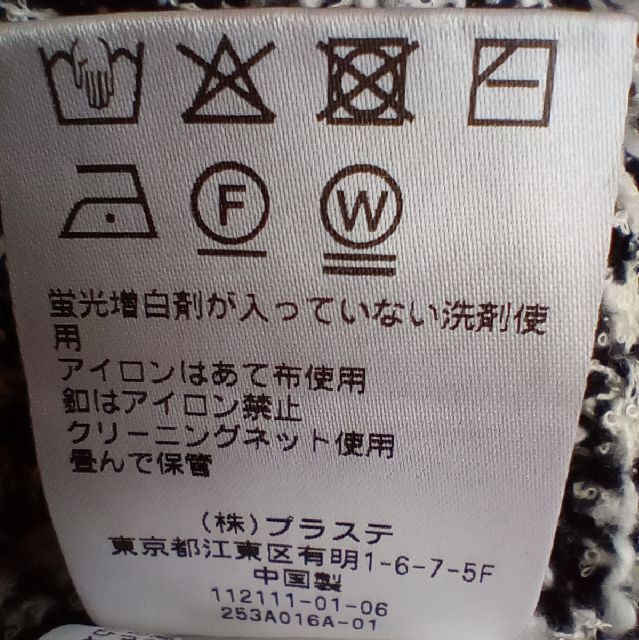 F W
蛍光増白剤が入っていない洗剤使
用
アイロンはあて布使用
釦はアイロン禁止
クリーニングネット使用
畳んで保管
(株)プラステ
東京都江東区有明1-6-7-5F
中国製
112111-01-06
253A016A-01